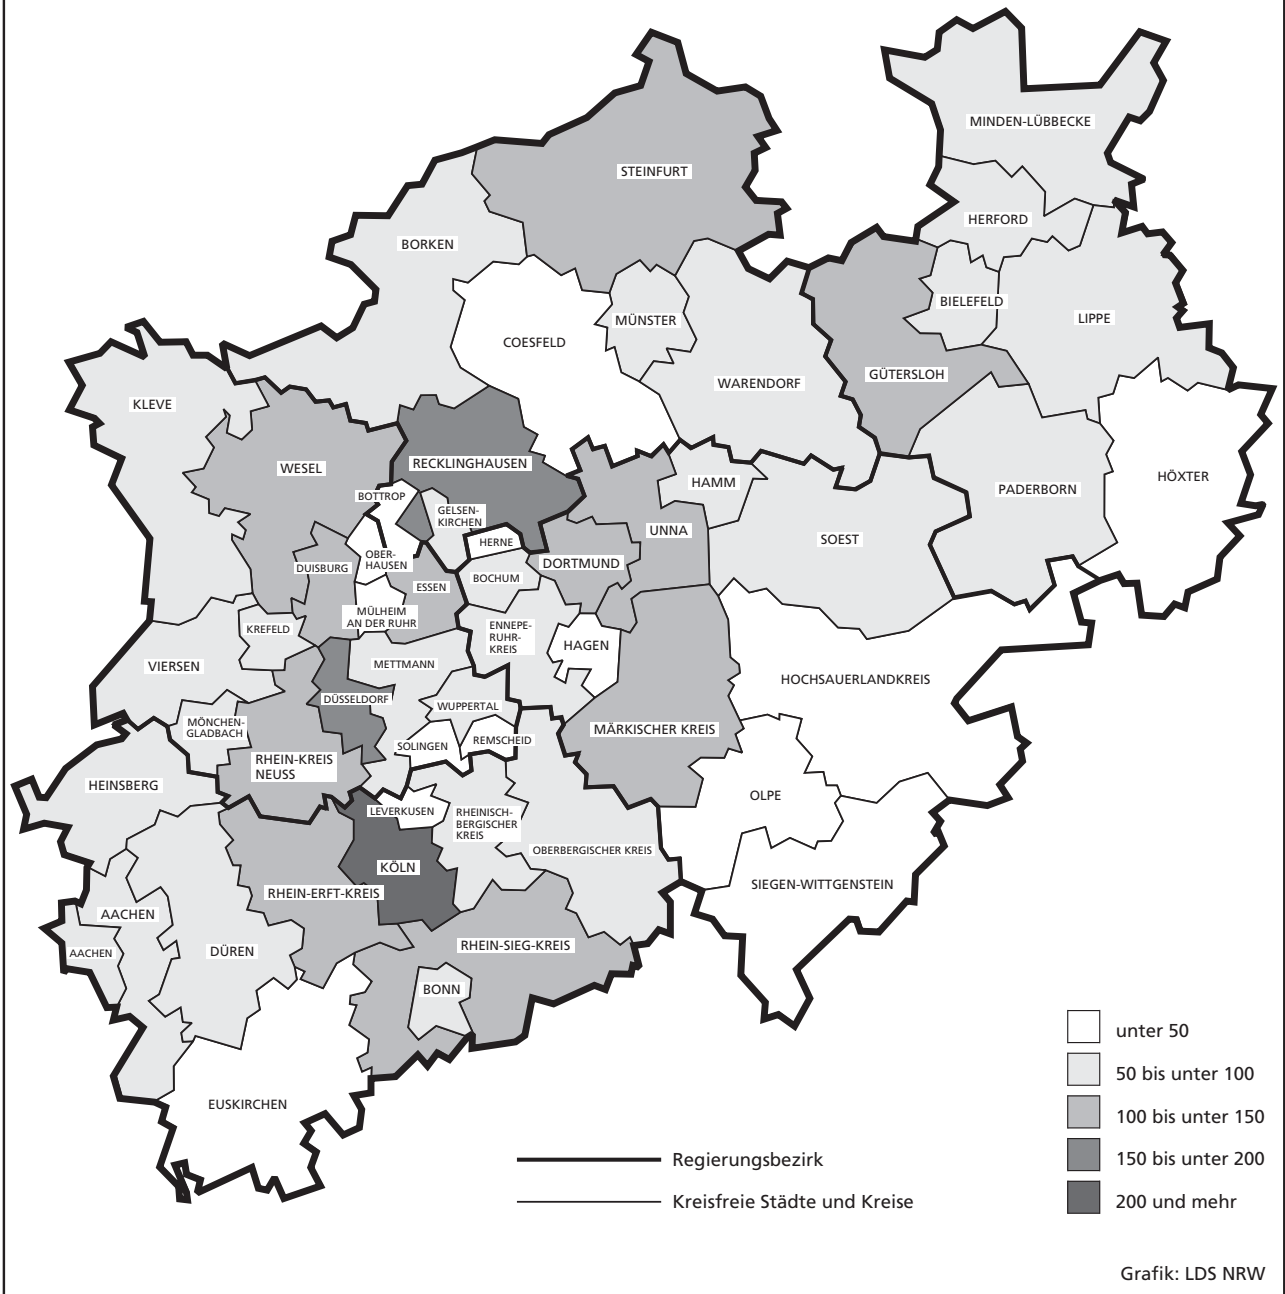 MINDEN-LÜBBECKE
STEINFURT
HERFORD
BORKEN
BIELEFELD
LIPPE
MÜNSTER
COESFELD
GÜTERSLOH
WARENDORF
KLEVE
RECKLINGHAUSEN
WESEL
HÖXTER
HAMM
PADERBORN
BOTTROP
GELSEN-
KIRCHEN
UNNA
SOEST
HERNE
OBER-
HAUSEN
DORTMUND
DUISBURG
BOCHUM
ESSEN
MÜLHEIM
AN DER RUHR
KREFELD
ENNEPE-
RUHR-
KREIS
HAGEN
VIERSEN
METTMANN
HOCHSAUERLANDKREIS
DÜSSELDORF
WUPPERTAL
MÖNCHEN-
GLADBACH
MÄRKISCHER KREIS
REMSCHEID
SOLINGEN
RHEIN-KREIS
NEUSS
HEINSBERG
OLPE
LEVERKUSEN
RHEINISCH-
BERGISCHER
KREIS
OBERBERGISCHER KREIS
KÖLN
SIEGEN-WITTGENSTEIN
RHEIN-ERFT-KREIS
AACHEN
RHEIN-SIEG-KREIS
AACHEN
DÜREN
BONN
EUSKIRCHEN
unter 50
50 bis unter 100
100 bis unter 150
150 bis unter 200
200 und mehr
Regierungsbezirk
Kreisfreie Städte und Kreise
Grafik: LDS NRW